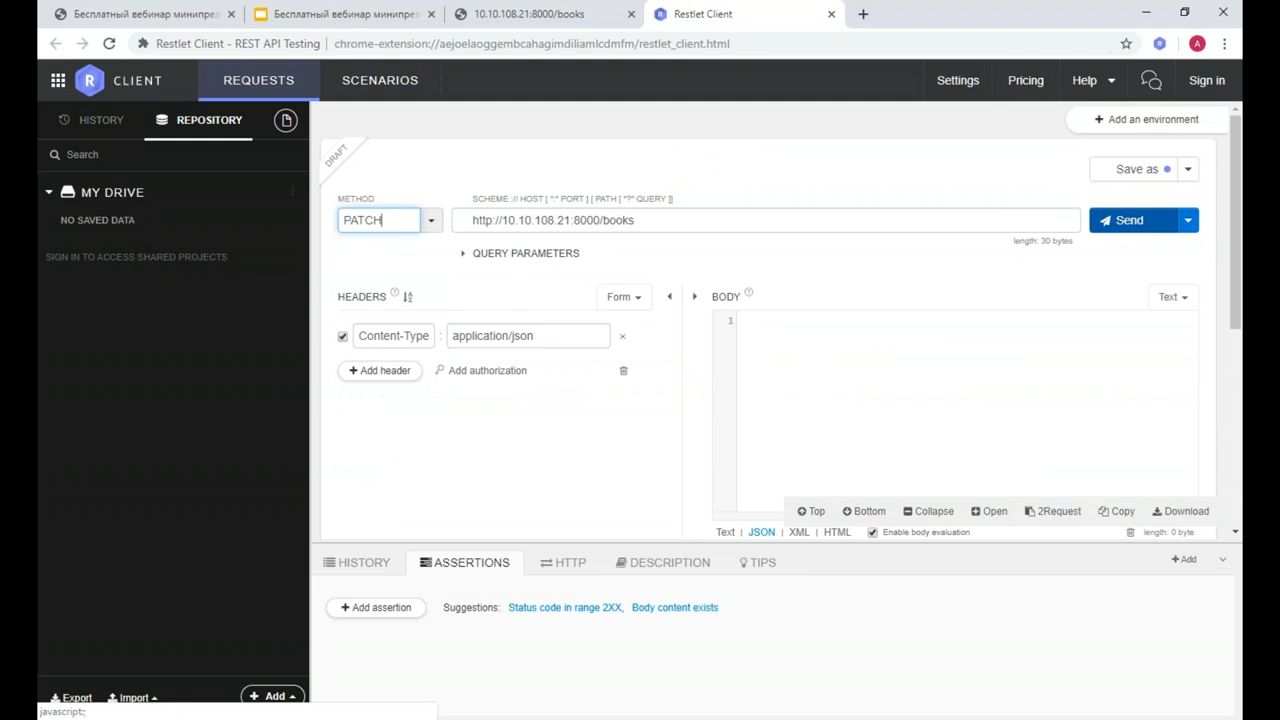 Бесплатный вебинар минипрез ×
Бесплатный вебинар минипрез ×
10.10.108.21:8000/books ×
Restlet Client ×
Restlet Client - REST API Testing
chrome-extension://aejoelaoggembcahagimdiliamlcdmfm/restlet_client.html
A
R CLIENT
REQUESTS
SCENARIOS
Settings
Pricing
Help
Sign in
HISTORY
REPOSITORY
Search
MY DRIVE
NO SAVED DATA
SIGN IN TO ACCESS SHARED PROJECTS
Export
Import
+ Add
javascript:;
+ Add an environment
DRAFT
Save as
METHOD
SCHEME :// HOST [ ":" PORT ] [ PATH [ "?" QUERY ]]
PATCH
http://10.10.108.21:8000/books
Send
length: 30 bytes
QUERY PARAMETERS
HEADERS
Form
Content-Type : application/json ×
+ Add header
Add authorization
BODY
Text
1
Top
Bottom
Collapse
Open
2Request
Copy
Download
Text | JSON | XML | HTML
Enable body evaluation
length: 0 byte
HISTORY
ASSERTIONS
HTTP
DESCRIPTION
TIPS
+ Add
+ Add assertion
Suggestions: Status code in range 2XX, Body content exists